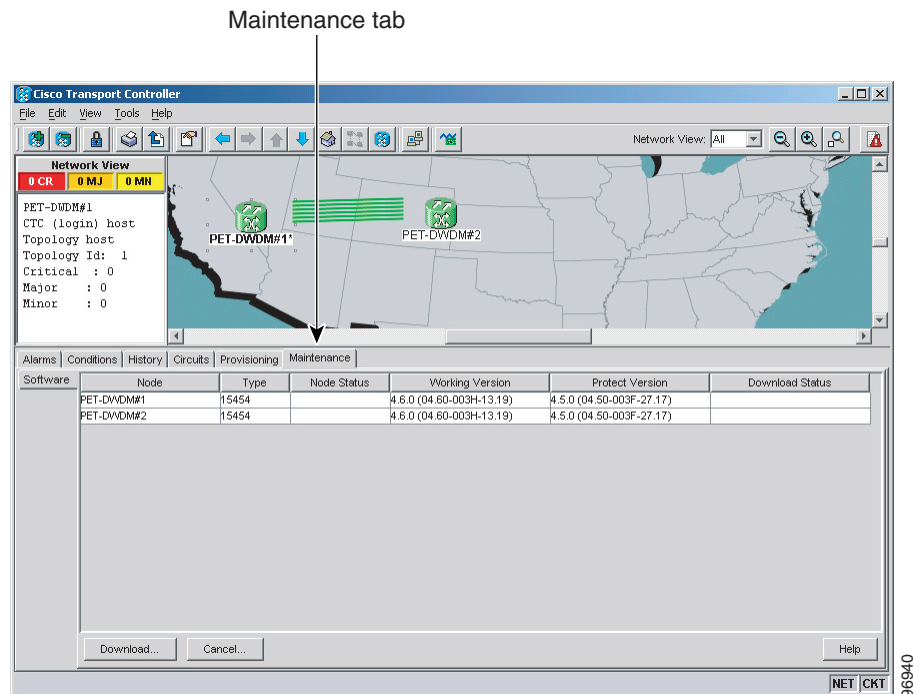 Maintenance tab
Cisco Transport Controller
File Edit View Tools Help
Network View: All
Network View
0 CR 0 MJ 0 MN
PET-DWDM#1
CTC (login) host
Topology host
Topology Id: 1
Critical : 0
Major : 0
Minor : 0
PET-DWDM#1*
PET-DWDM#2
Alarms Conditions History Circuits Provisioning Maintenance
Software
Node Type Node Status Working Version Protect Version Download Status
PET-DWDM#1 15454 4.6.0 (04.60-003H-13.19) 4.5.0 (04.50-003F-27.17)
PET-DWDM#2 15454 4.6.0 (04.60-003H-13.19) 4.5.0 (04.50-003F-27.17)
Download... Cancel... Help
NET CKT